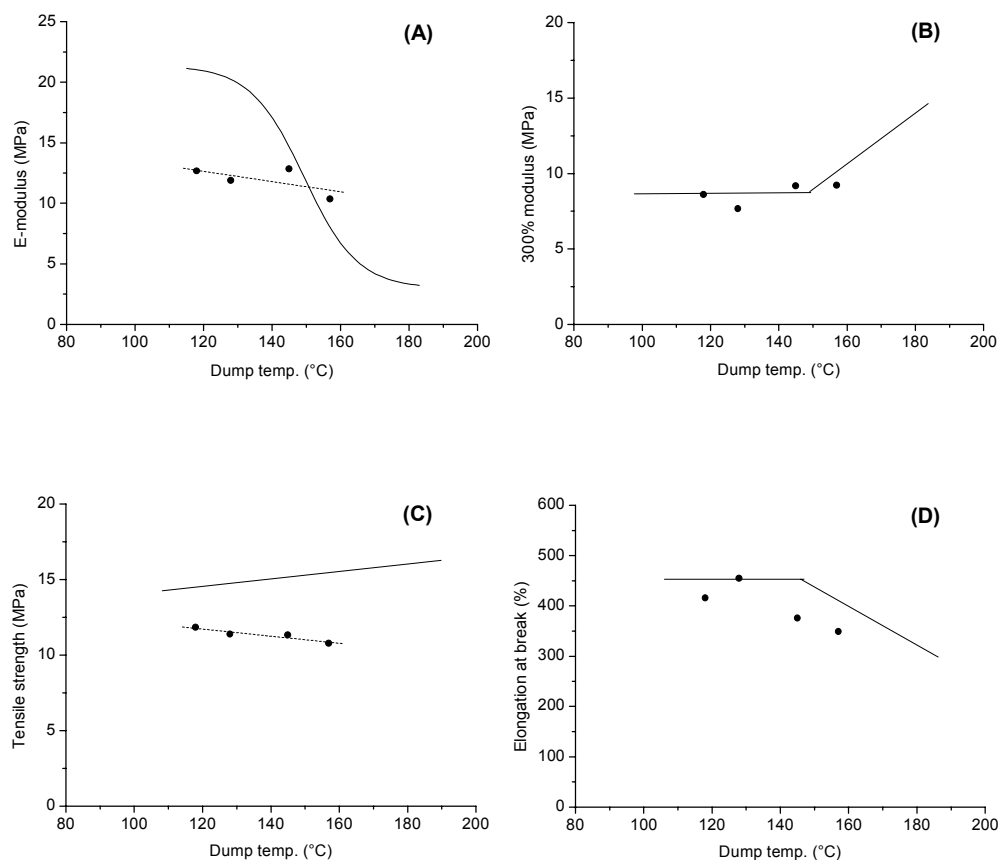 (A)
E-modulus (MPa)
25
20
15
10
5
0
80 100 120 140 160 180 200
Dump temp. (°C)
(B)
300% modulus (MPa)
20
15
10
5
0
80 100 120 140 160 180 200
Dump temp. (°C)
(C)
Tensile strength (MPa)
20
15
10
5
0
80 100 120 140 160 180 200
Dump temp. (°C)
(D)
Elongation at break (%)
600
500
400
300
200
100
0
80 100 120 140 160 180 200
Dump temp. (°C)